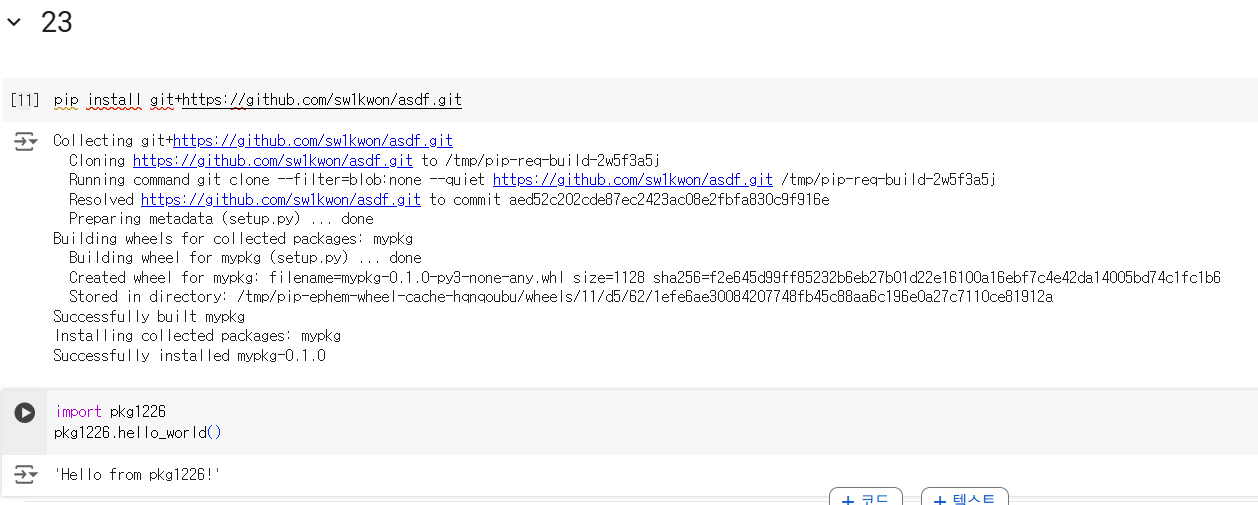 23
[11] pip install git+https://github.com/sw1kwon/asdf.git
Collecting git+https://github.com/sw1kwon/asdf.git
Cloning https://github.com/sw1kwon/asdf.git to /tmp/pip-req-build-2w5f3a5j
Running command git clone --filter=blob:none --quiet https://github.com/sw1kwon/asdf.git /tmp/pip-req-build-2w5f3a5j
Resolved https://github.com/sw1kwon/asdf.git to commit aed52c202cde87ec2423ac08e2fbfa830c9f916e
Preparing metadata (setup.py) ... done
Building wheels for collected packages: mypkg
Building wheel for mypkg (setup.py) ... done
Created wheel for mypkg: filename=mypkg-0.1.0-py3-none-any.whl size=1128 sha256=f2e645d99ff85232b6eb27b01d22e16100a16ebf7c4e42da14005bd74c1fc1b6
Stored in directory: /tmp/pip-ephem-wheel-cache-hqnqoubu/wheels/11/d5/62/1efe6ae30084207748fb45c88aa6c196e0a27c7110ce81912a
Successfully built mypkg
Installing collected packages: mypkg
Successfully installed mypkg-0.1.0
import pkg1226
pkg1226.hello_world()
'Hello from pkg1226!'
+ 코드 + 텍스트